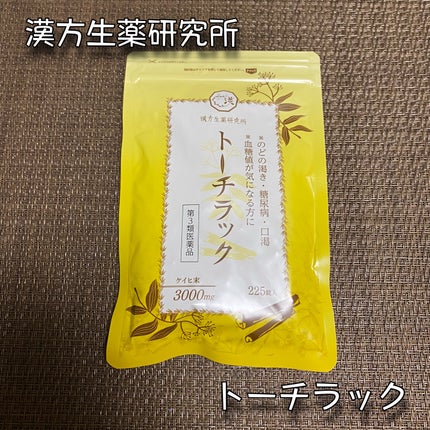 漢方生薬研究所
漢方生薬研究所
※のどの渇き・糖尿病・口渇
※血糖値が気になる方に
トーチラック
第3類医薬品
ケイヒ末
3000mg
225錠入
トーチラック